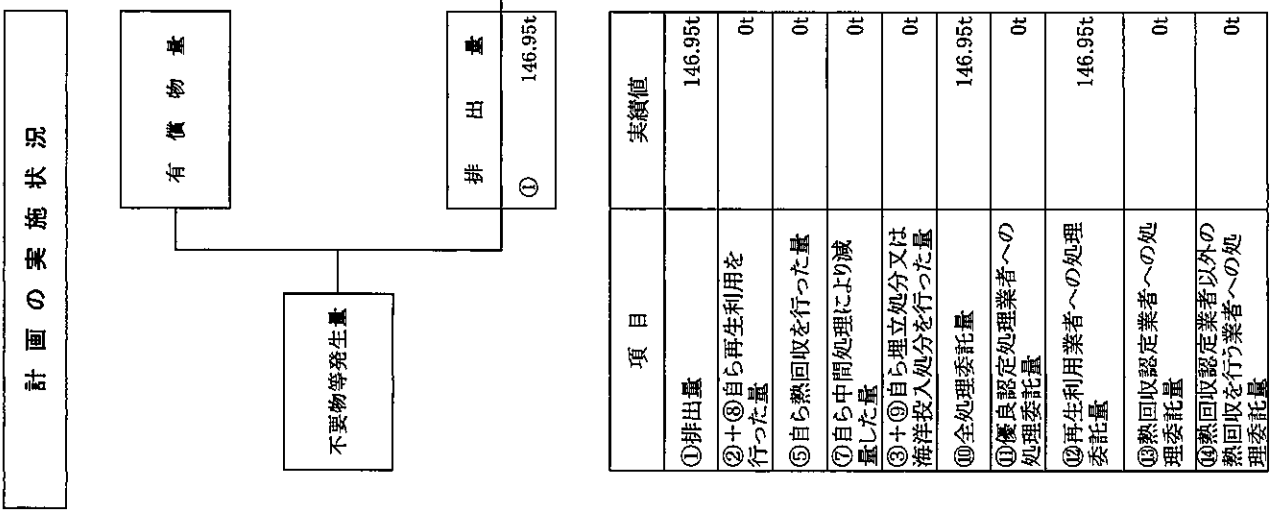 計画の実施状況
有償物量
不要物等発生量
排出量
① 146.95t
項目 実績値
①排出量 146.95t
②+⑧自ら再生利用を
行った量 0t
⑤自ら熱回収を行った量 0t
⑦自ら中間処理により減
量した量 0t
③+⑨自ら埋立処分又は
海洋投入処分を行った量 0t
⑩全処理委託量 146.95t
⑪優良認定処理業者への
処理委託量 0t
⑫再生利用業者への処理
委託量 146.95t
⑬熱回収認定業者への処
理委託量 0t
⑭熱回収認定業者以外の
熱回収を行う業者への処
理委託量 0t